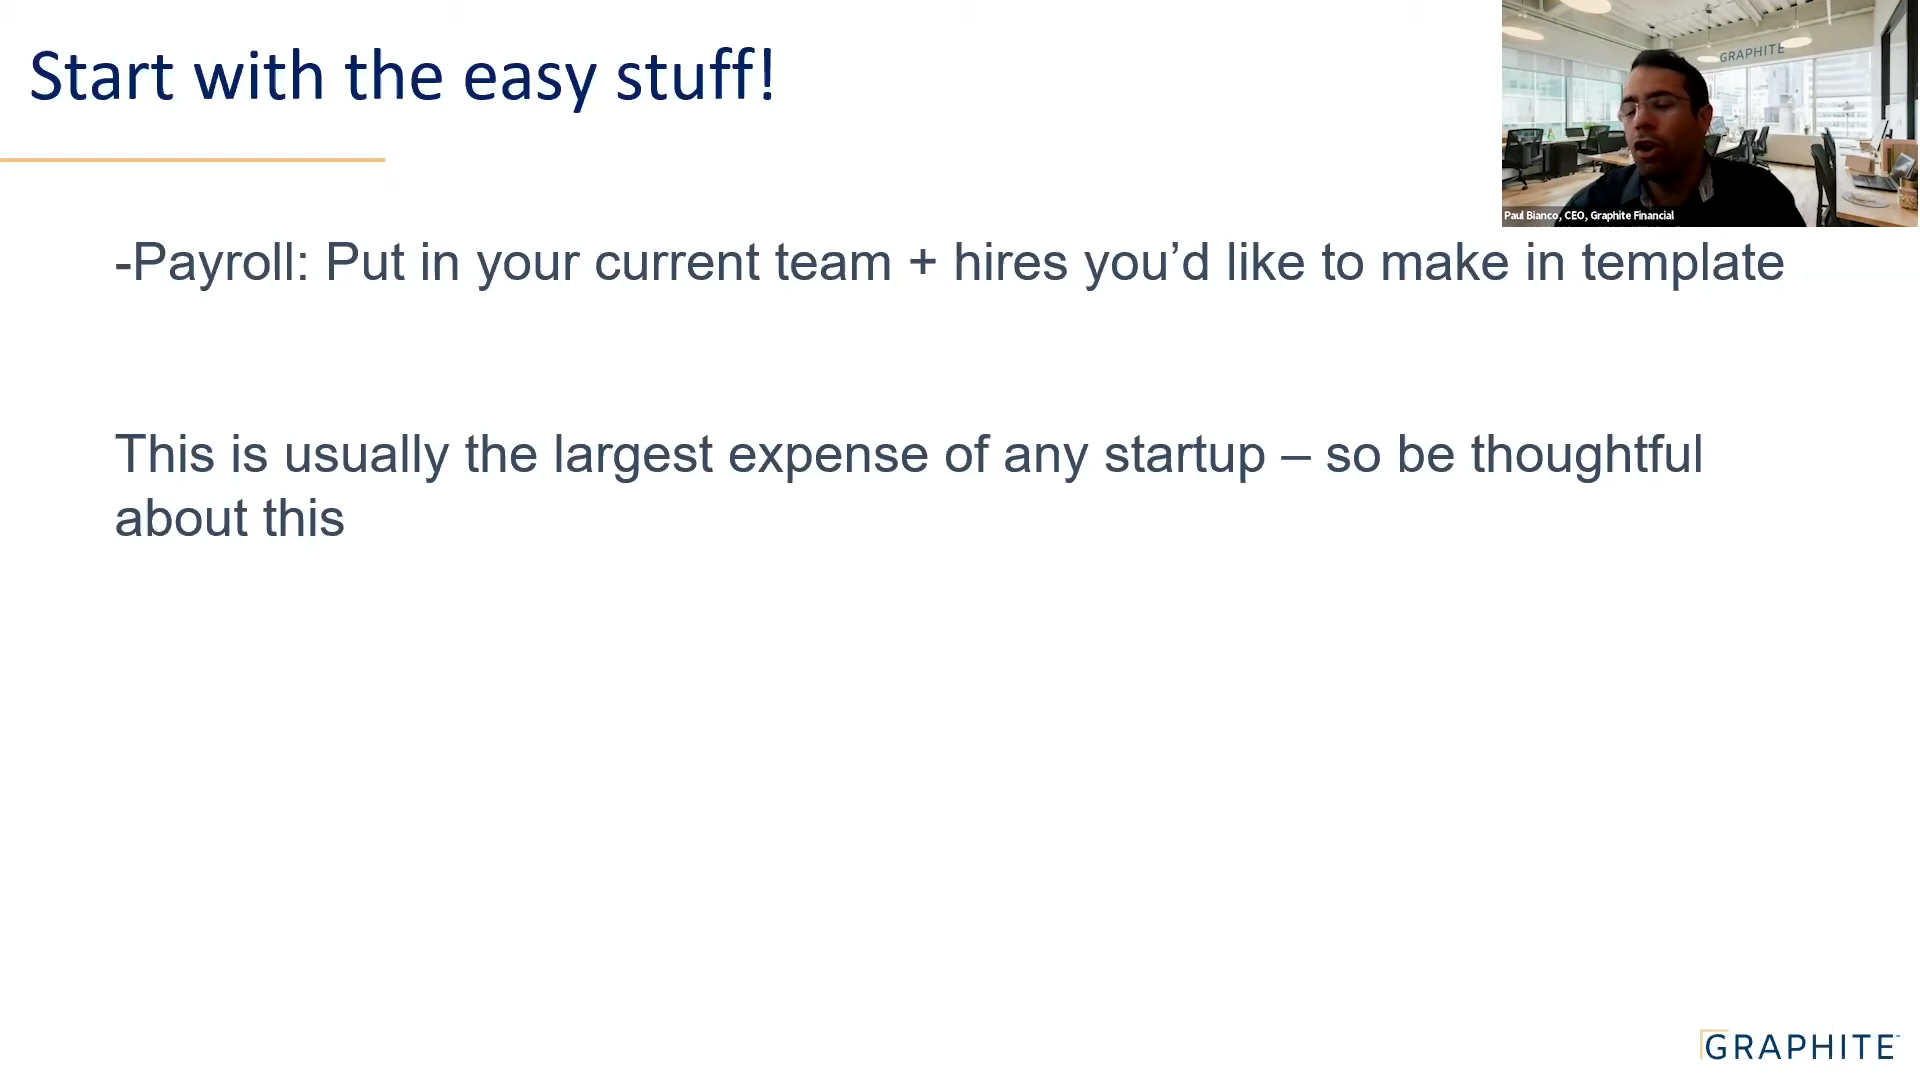 Start with the easy stuff!
GRAPHITE
Paul Bianco, CEO, Graphite Financial
-Payroll: Put in your current team + hires you’d like to make in template
This is usually the largest expense of any startup – so be thoughtful
about this
GRAPHITE